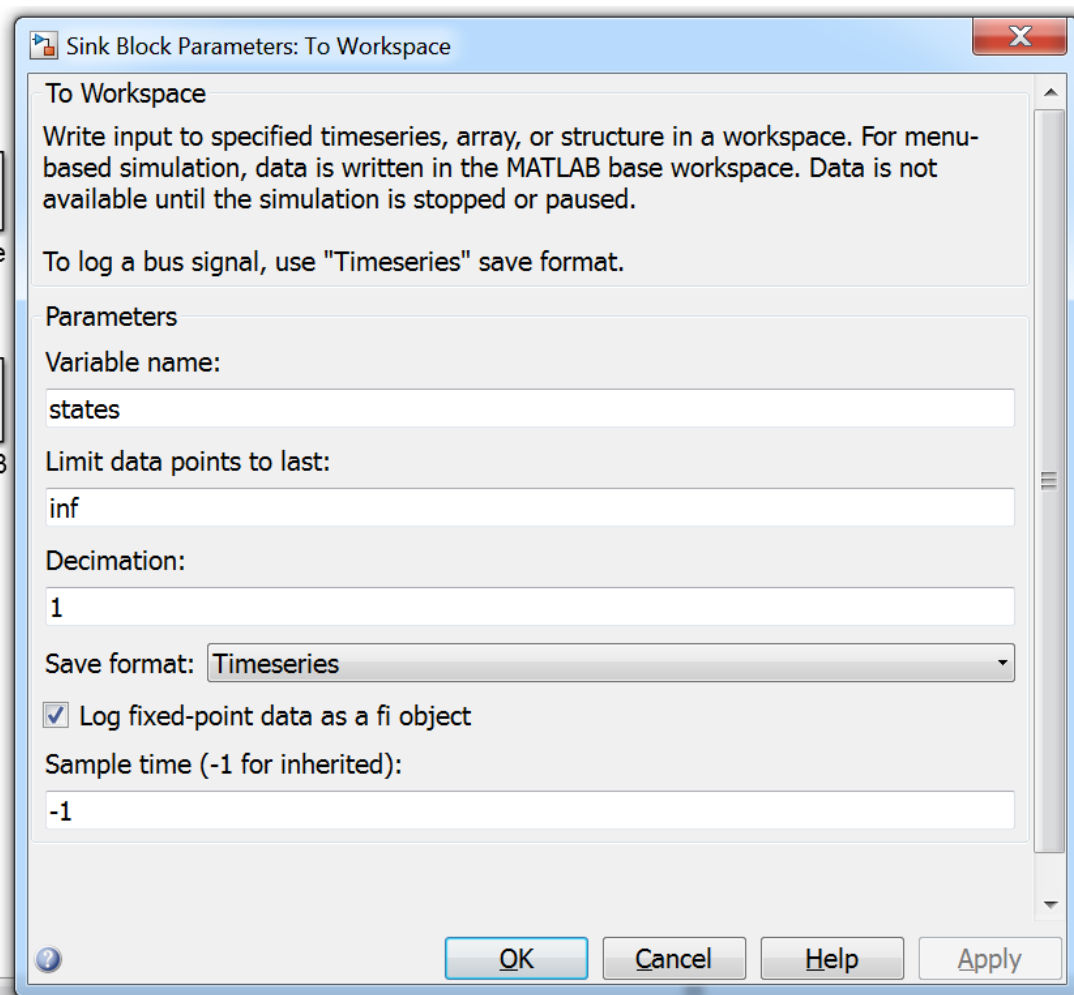 Sink Block Parameters: To Workspace
To Workspace
Write input to specified timeseries, array, or structure in a workspace. For menu-
based simulation, data is written in the MATLAB base workspace. Data is not
available until the simulation is stopped or paused.
To log a bus signal, use "Timeseries" save format.
Parameters
Variable name:
states
Limit data points to last:
inf
Decimation:
1
Save format: Timeseries
Log fixed-point data as a fi object
Sample time (-1 for inherited):
-1
OK Cancel Help Apply